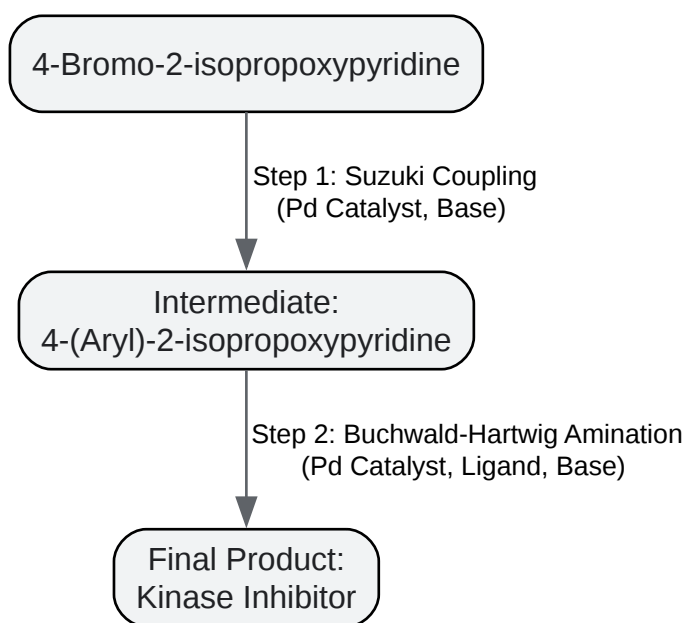 4-Bromo-2-isopropoxypyridine
Step 1: Suzuki Coupling
(Pd Catalyst, Base)
Intermediate:
4-(Aryl)-2-isopropoxypyridine
Step 2: Buchwald-Hartwig Amination
(Pd Catalyst, Ligand, Base)
Final Product:
Kinase Inhibitor